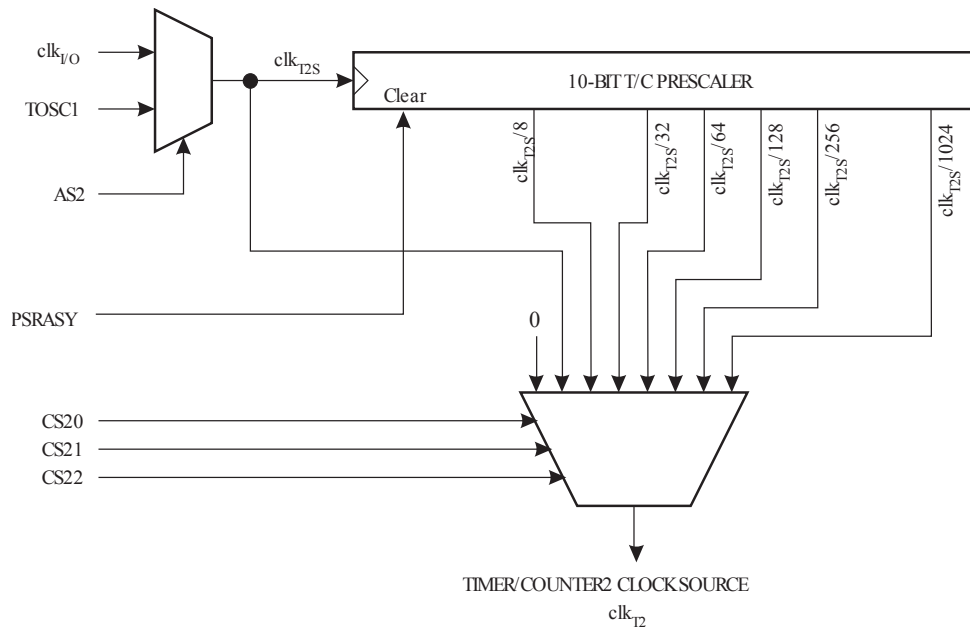 clkI/O
clkT2S
10-BIT T/C PRESCALER
TOSC1
Clear
clkT2S/8
clkT2S/32
clkT2S/64
clkT2S/128
clkT2S/256
clkT2S/1024
AS2
PSRASY
0
CS20
CS21
CS22
TIMER/COUNTER2 CLOCK SOURCE
clkT2